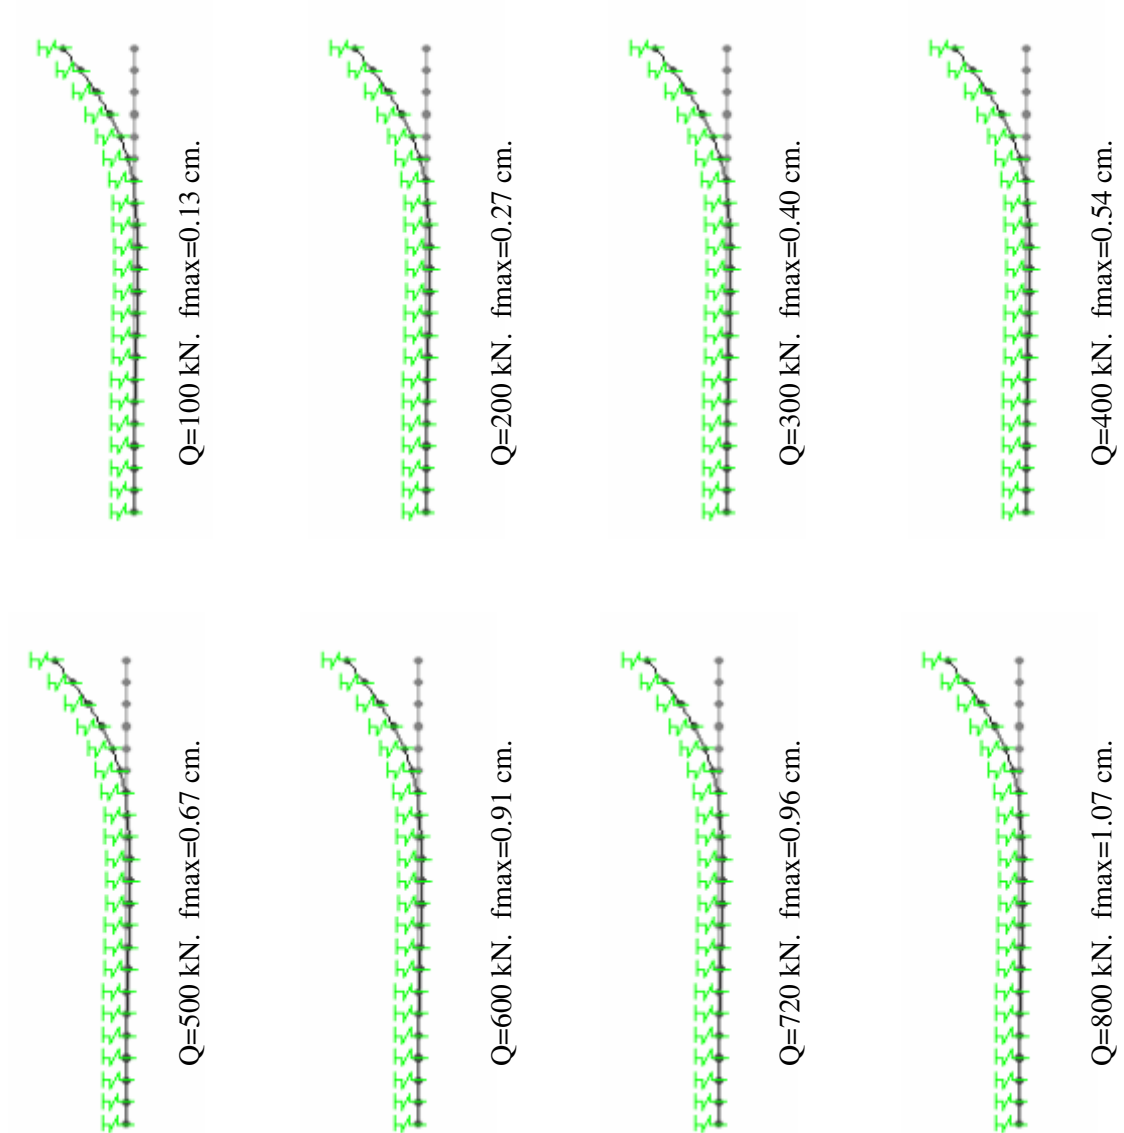 Q=100 kN.  fmax=0.13 cm.
Q=200 kN.  fmax=0.27 cm.
Q=300 kN.  fmax=0.40 cm.
Q=400 kN.  fmax=0.54 cm.
Q=500 kN.  fmax=0.67 cm.
Q=600 kN.  fmax=0.91 cm.
Q=720 kN.  fmax=0.96 cm.
Q=800 kN.  fmax=1.07 cm.